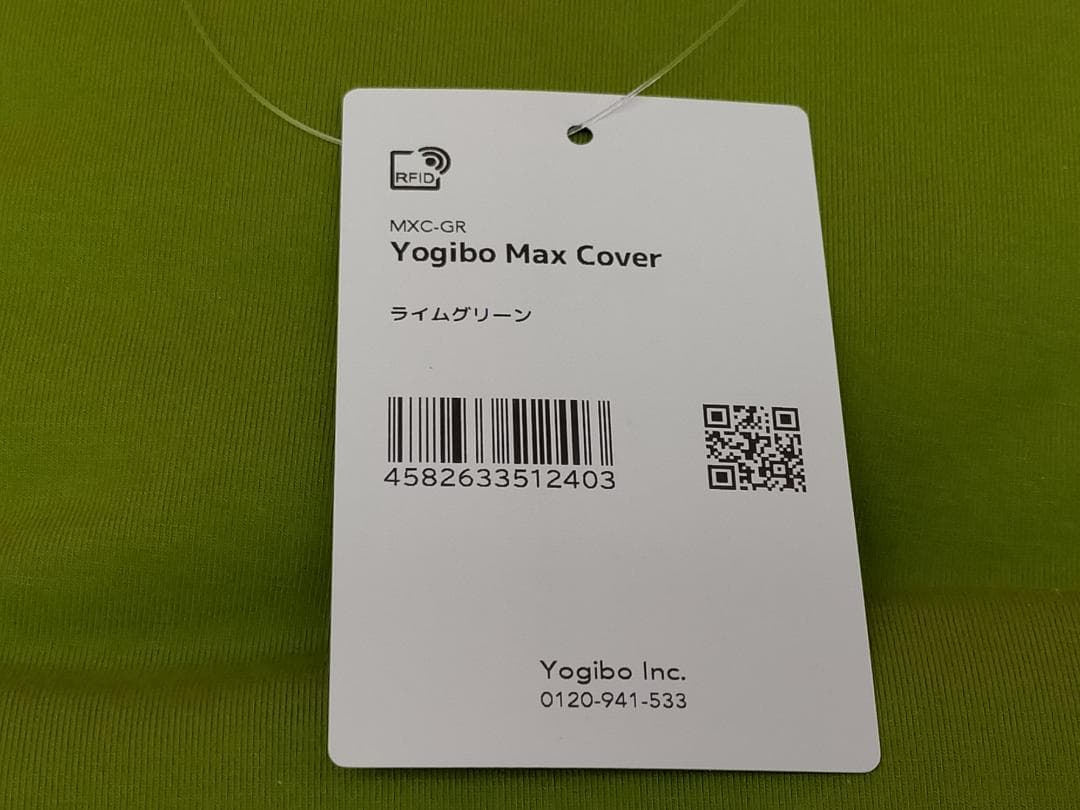 RFID
MXC-GR
Yogibo Max Cover
ライムグリーン
4582633512403
Yogibo Inc.
0120-941-533